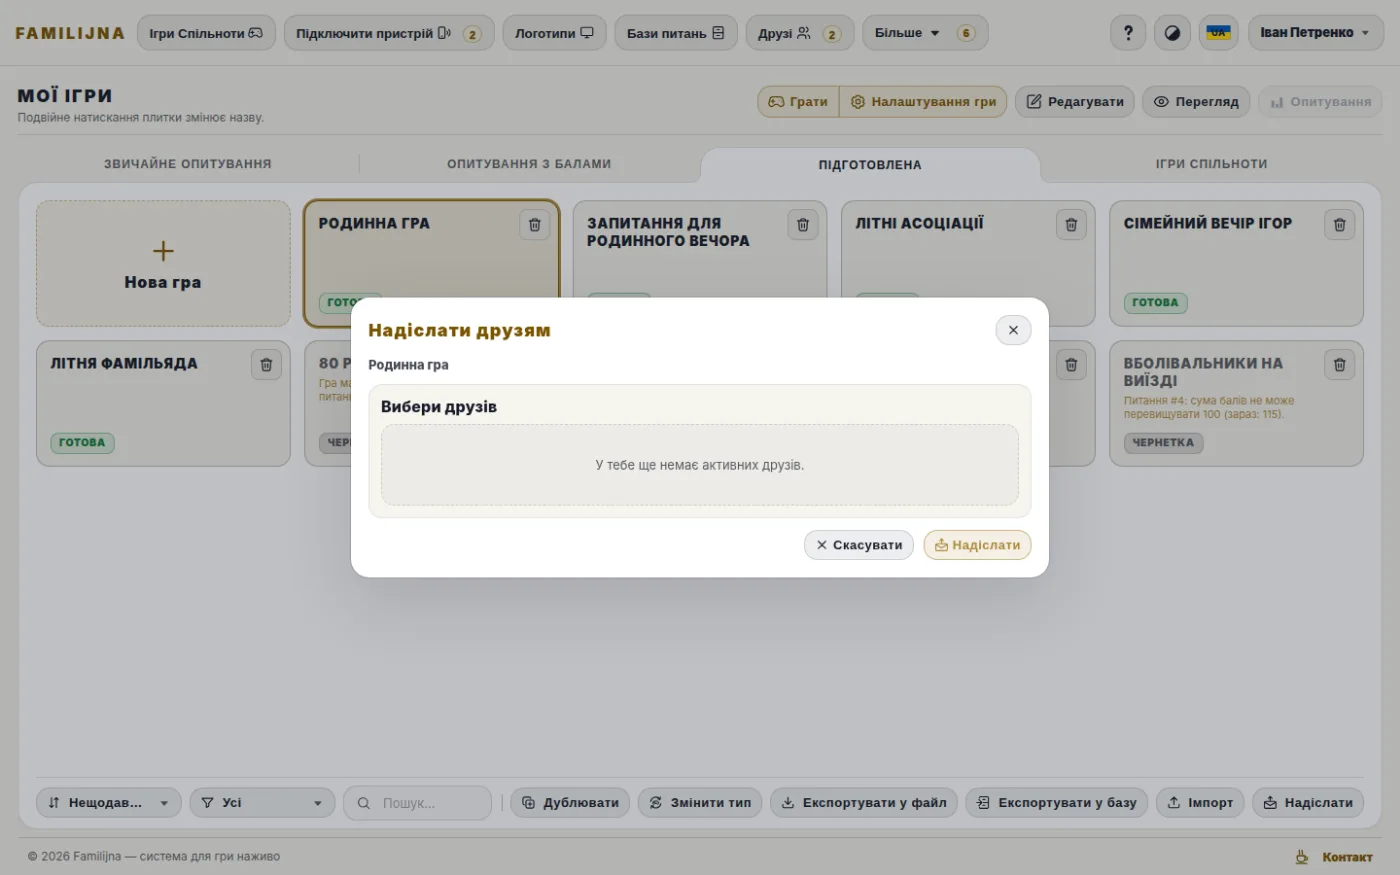 FAMILIJNA
Ігри Спільноти
Підключити пристрій 2
Логотипи
Бази питань
Друзі 2
Більше 6
?
UA
Іван Петренко
МОЇ ІГРИ
Подвійне натискання плитки змінює назву.
Грати
Налаштування гри
Редагувати
Перегляд
Опитування
ЗВИЧАЙНЕ ОПИТУВАННЯ
ОПИТУВАННЯ З БАЛАМИ
ПІДГОТОВЛЕНА
ІГРИ СПІЛЬНОТИ
Нова гра
РОДИННА ГРА
ЗАПИТАННЯ ДЛЯ
РОДИННОГО ВЕЧОРА
ЛІТНІ АСОЦІАЦІЇ
СІМЕЙНИЙ ВЕЧІР ІГОР
ГОТОВА
ЛІТНЯ ФАМІЛЬЯДА
ГОТОВА
80 Р
Гра ма
питан
ЧЕР
ВБОЛІВАЛЬНИКИ НА
ВИЇЗДІ
Питання #4: сума балів не може
перевищувати 100 (зараз: 115).
ЧЕРНЕТКА
Надіслати друзям
Родинна гра
Вибери друзів
У тебе ще немає активних друзів.
Скасувати
Надіслати
Нещодав...
Усі
Пошук...
Дублювати
Змінити тип
Експортувати у файл
Експортувати у базу
Імпорт
Надіслати
© 2026 Familijna — система для гри наживо
Контакт